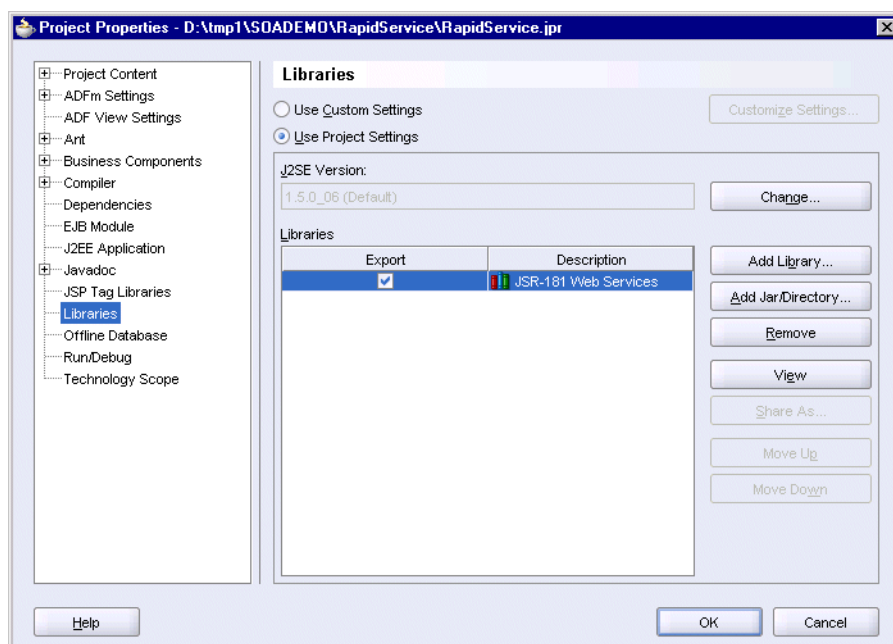 Project Properties - D:\tmp1\SOADEMO\RapidService\RapidService.jpr
Project Content
ADFm Settings
ADF View Settings
Ant
Business Components
Compiler
Dependencies
EJB Module
J2EE Application
Javadoc
JSP Tag Libraries
Libraries
Offline Database
Run/Debug
Technology Scope
Libraries
Use Custom Settings
Customize Settings...
Use Project Settings
J2SE Version:
1.5.0_06 (Default)
Change...
Libraries
Export Description
JSR-181 Web Services
Add Library...
Add Jar/Directory...
Remove
View
Share As...
Move Up
Move Down
Help
OK
Cancel